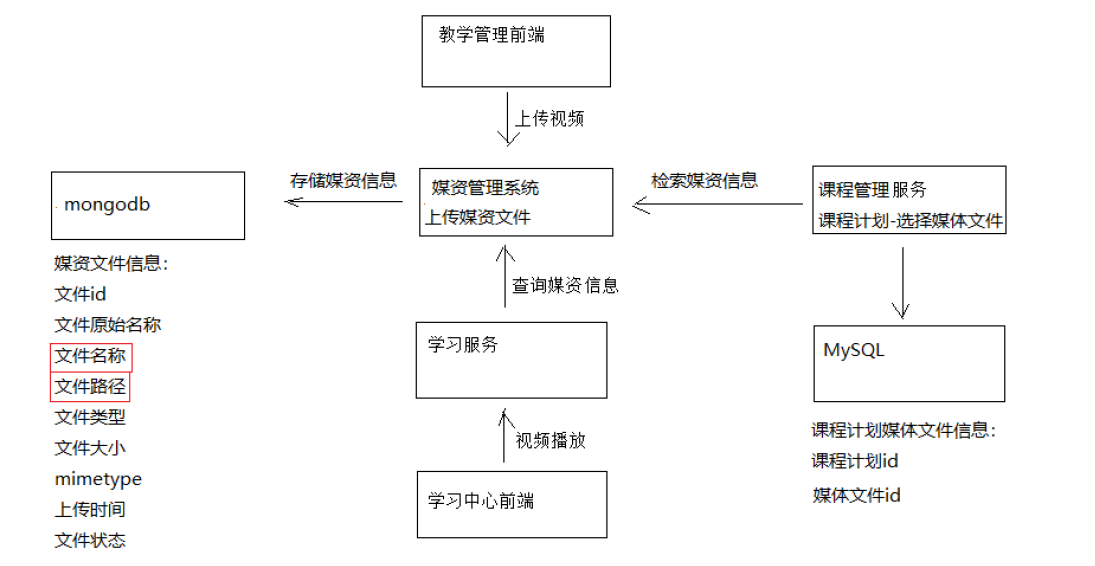 教学管理前端
上传视频
存储媒资信息
媒资管理系统
上传媒资文件
检索媒资信息
课程管理服务
课程计划-选择媒体文件
mongodb
媒资文件信息：
文件id
文件原始名称
文件名称
文件路径
文件类型
文件大小
mimetype
上传时间
文件状态
查询媒资信息
学习服务
视频播放
学习中心前端
MySQL
课程计划媒体文件信息：
课程计划id
媒体文件id